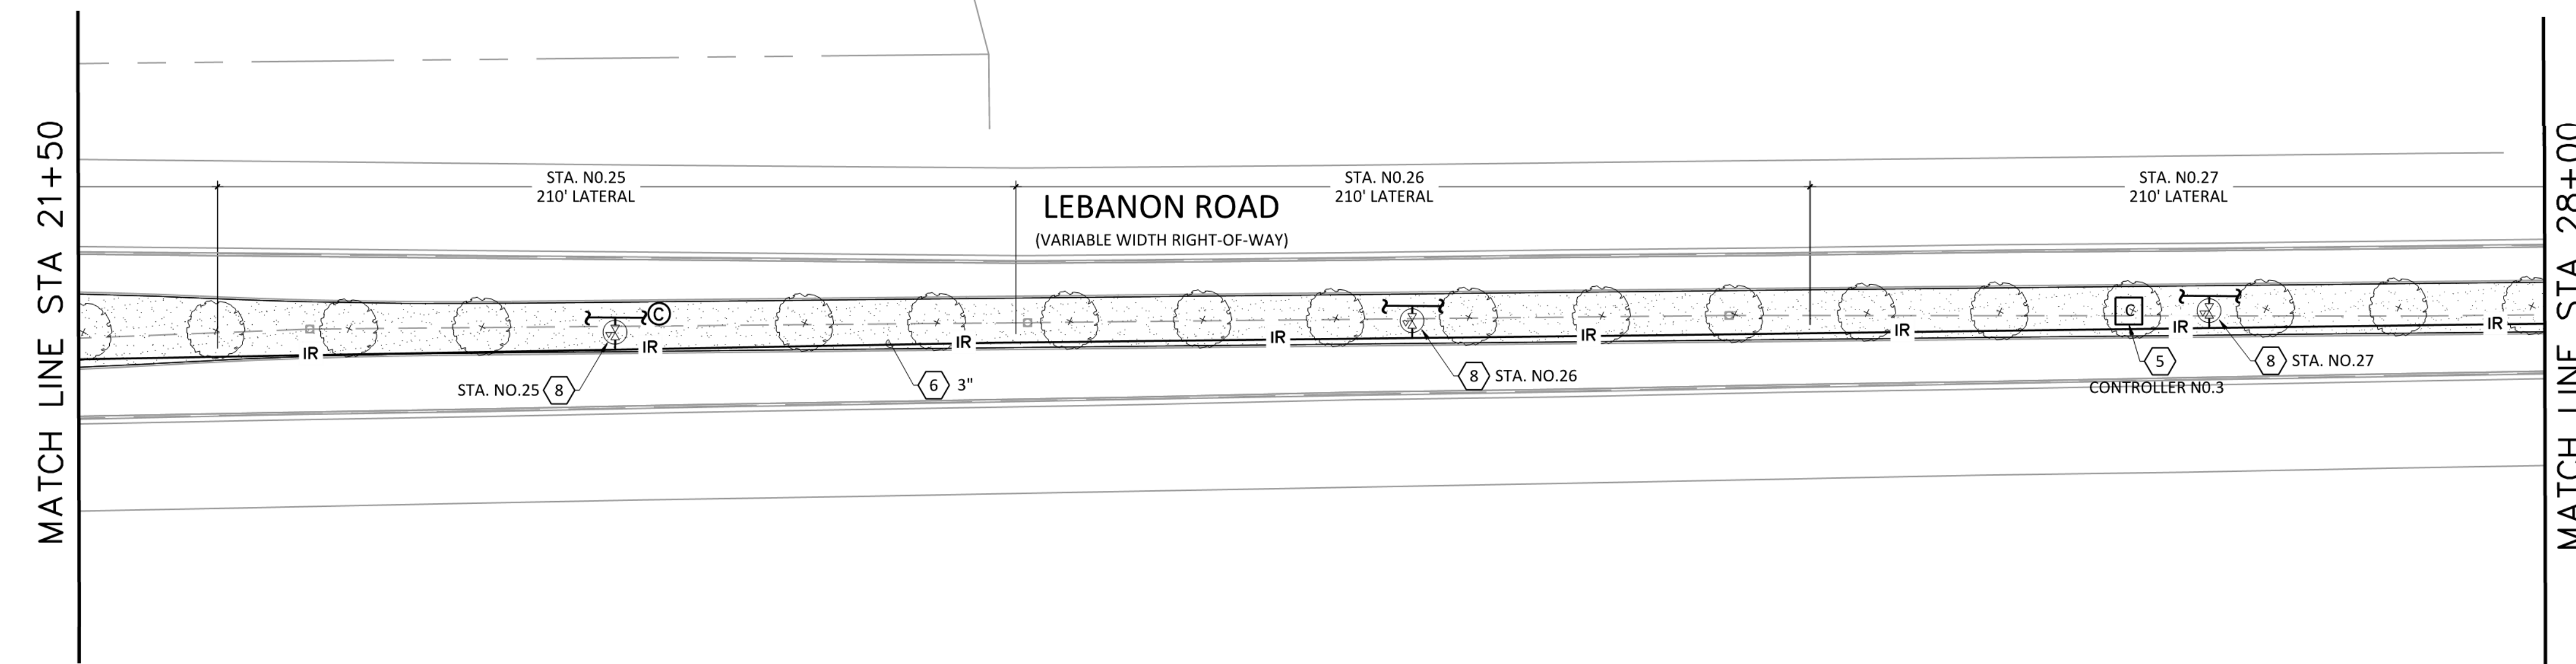 MATCH LINE STA 21+50
STA. N0.25
210' LATERAL
STA. N0.26
210' LATERAL
STA. N0.27
210' LATERAL
LEBANON ROAD
(VARIABLE WIDTH RIGHT-OF-WAY)
©
C
IR
IR
IR
IR
IR
IR
IR
IR
STA. NO.25 8
6 3"
8 STA. NO.26
5
CONTROLLER N0.3
8 STA. NO.27
MATCH LINE STA 28+00